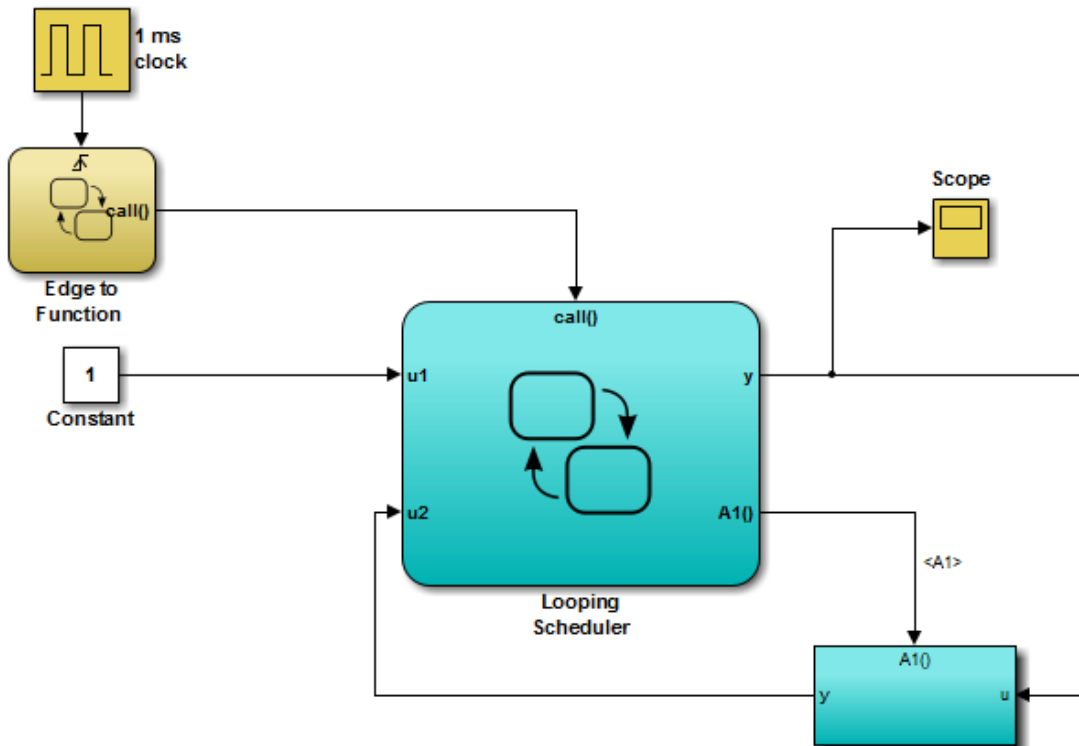 1 ms
clock
call()
Edge to
Function
1
Constant
Scope
call()
u1
y
u2
A1()
<A1>
Looping
Scheduler
A1()
y
u